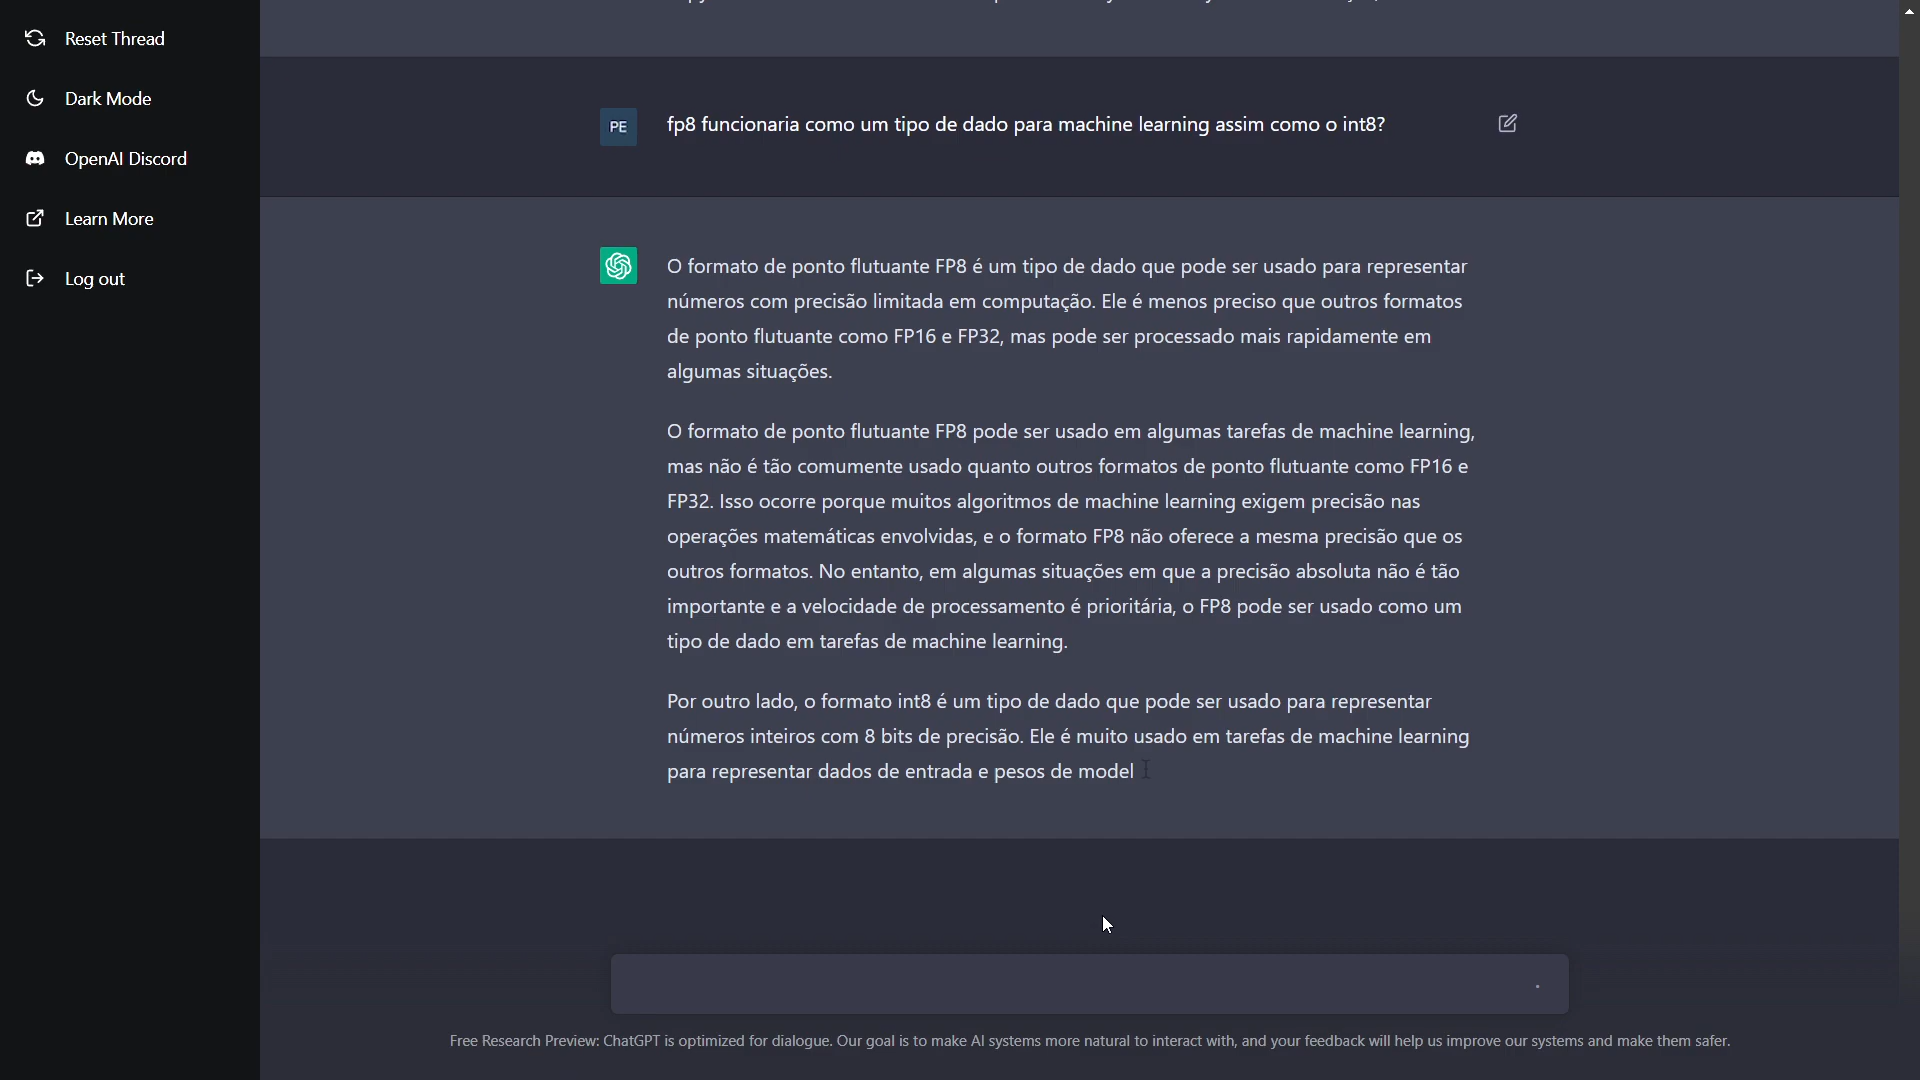 Reset Thread
Dark Mode
OpenAI Discord
Learn More
Log out
PE
fp8 funcionaria como um tipo de dado para machine learning assim como o int8?
O formato de ponto flutuante FP8 é um tipo de dado que pode ser usado para representar
números com precisão limitada em computação. Ele é menos preciso que outros formatos
de ponto flutuante como FP16 e FP32, mas pode ser processado mais rapidamente em
algumas situações.
O formato de ponto flutuante FP8 pode ser usado em algumas tarefas de machine learning,
mas não é tão comumente usado quanto outros formatos de ponto flutuante como FP16 e
FP32. Isso ocorre porque muitos algoritmos de machine learning exigem precisão nas
operações matemáticas envolvidas, e o formato FP8 não oferece a mesma precisão que os
outros formatos. No entanto, em algumas situações em que a precisão absoluta não é tão
importante e a velocidade de processamento é prioritária, o FP8 pode ser usado como um
tipo de dado em tarefas de machine learning.
Por outro lado, o formato int8 é um tipo de dado que pode ser usado para representar
números inteiros com 8 bits de precisão. Ele é muito usado em tarefas de machine learning
para representar dados de entrada e pesos de model
Free Research Preview: ChatGPT is optimized for dialogue. Our goal is to make AI systems more natural to interact with, and your feedback will help us improve our systems and make them safer.